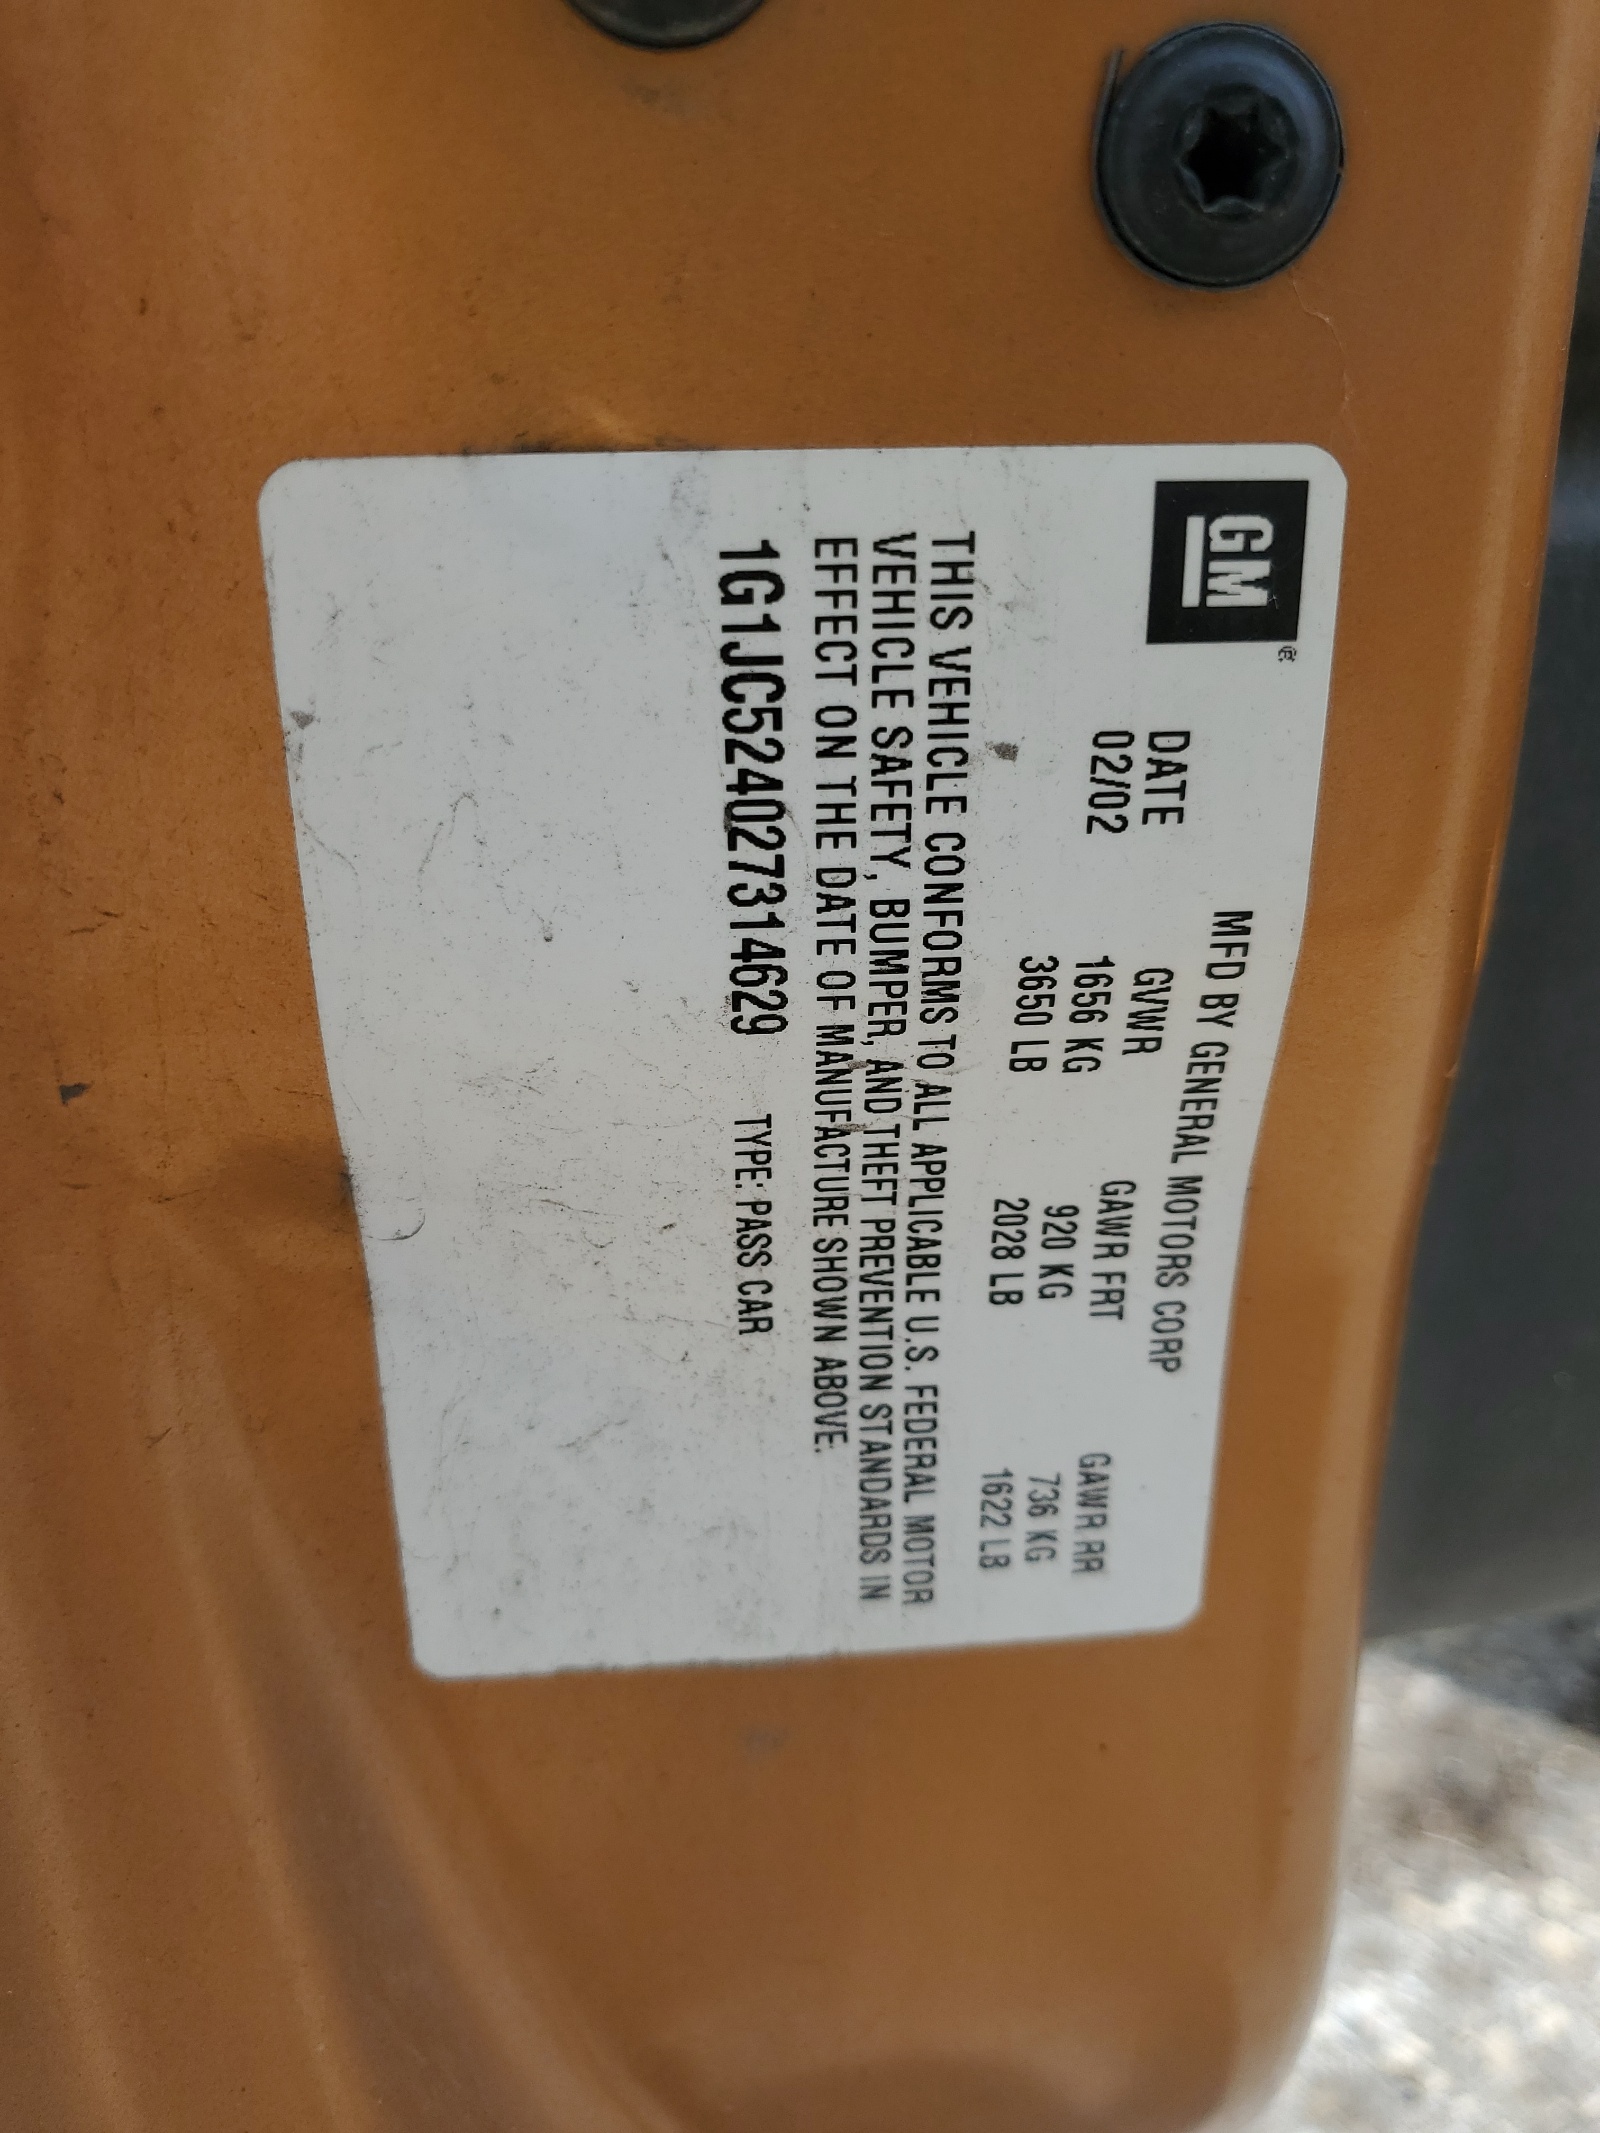 GM®
MFD BY GENERAL MOTORS CORP
DATE GVWR GAWR FRT GAWR RR
02/02 1656 KG 920 KG 736 KG
3650 LB 2028 LB 1622 LB
THIS VEHICLE CONFORMS TO ALL APPLICABLE U.S. FEDERAL MOTOR
VEHICLE SAFETY, BUMPER, AND THEFT PREVENTION STANDARDS IN
EFFECT ON THE DATE OF MANUFACTURE SHOWN ABOVE.
1G1JC524027314629 TYPE: PASS CAR